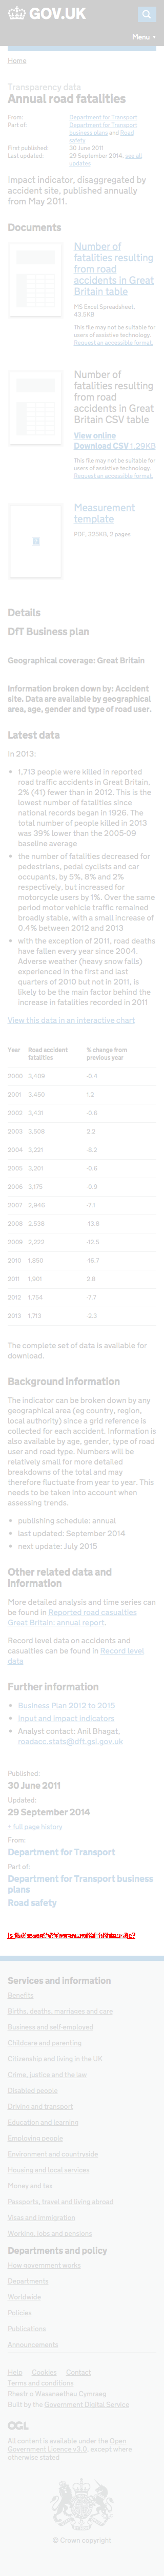 GOV.UK
Menu
Home
Transparency data
Annual road fatalities
From: Department for Transport
Part of: Department for Transport
business plans and Road
safety
First published: 30 June 2011
Last updated: 29 September 2014, see all
updates
Impact indicator, disaggregated by
accident site, published annually
from May 2011.
Documents
Number of
fatalities resulting
from road
accidents in Great
Britain table
MS Excel Spreadsheet,
43.5KB
This file may not be suitable for
users of assistive technology.
Request an accessible format.
Number of
fatalities resulting
from road
accidents in Great
Britain CSV table
View online
Download CSV 1.29KB
This file may not be suitable for
users of assistive technology.
Request an accessible format.
Measurement
template
PDF, 325KB, 2 pages
Details
DfT Business plan
Geographical coverage: Great Britain
Information broken down by: Accident
site. Data are available by geographical
area, age, gender and type of road user.
Latest data
In 2013:
1,713 people were killed in reported
road traffic accidents in Great Britain,
2% (41) fewer than in 2012. This is
the lowest number of fatalities since
national records began in 1926. The
total number of people killed in 2013
was 39% lower than the 2005-09
baseline average
the number of fatalities decreased for
pedestrians, pedal cyclists and car
occupants, by 5%, 8% and 2%
respectively, but increased for
motorcycle users by 1%. Over the same
period motor vehicle traffic remained
broadly stable, with a small increase of
0.4% between 2012 and 2013
with the exception of 2011, road deaths
have fallen every year since 2004.
Adverse weather (heavy snow falls)
experienced in the first and last
quarters of 2010 but not in 2011, is
likely to be the main factor behind the
increase in fatalities recorded in 2011
View this data in an interactive chart
Year Road accident fatalities % change from previous year
2000 3,409 -0.4
2001 3,450 1.2
2002 3,431 -0.6
2003 3,508 2.2
2004 3,221 -8.2
2005 3,201 -0.6
2006 3,172 -0.9
2007 2,946 -7.1
2008 2,538 -13.8
2009 2,222 -12.5
2010 1,850 -16.7
2011 1,901 2.8
2012 1,754 -7.7
2013 1,713 -2.3
The complete set of data is available for
download.
Background information
The indicator can be broken down by any
geographical area (eg country, region,
local authority) since a grid reference is
collected for each accident. Information is
also available by age, gender, type of road
user and road type. Numbers will be
relatively small for more detailed
breakdowns of the total and may
therefore fluctuate from year to year. This
needs to be taken into account when
assessing trends.
publishing schedule: annual
last updated: September 2014
next update: July 2015
Other related data and
information
More detailed analysis and time series can
be found in Reported road casualties
Great Britain: annual report.
Record level data on accidents and
casualties can be found in Record level
data
Further information
Business Plan 2012 to 2015
Input and impact indicators
Analyst contact: Anil Bhagat,
roadacc.stats@dft.gsi.gov.uk
Published:
30 June 2011
Updated:
29 September 2014
+ full page history
From:
Department for Transport
Part of:
Department for Transport business
plans
Road safety
Services and information
Benefits
Births, deaths, marriages and care
Business and self-employed
Childcare and parenting
Citizenship and living in the UK
Crime, justice and the law
Disabled people
Driving and transport
Education and learning
Employing people
Environment and countryside
Housing and local services
Money and tax
Passports, travel and living abroad
Visas and immigration
Working, jobs and pensions
Departments and policy
How government works
Departments
Worldwide
Policies
Publications
Announcements
Help Cookies Contact
Terms and conditions
Rhestr o Wasanaethau Cymraeg
Built by the Government Digital Service
OGL
All content is available under the Open
Government Licence v3.0, except where
otherwise stated
© Crown copyright